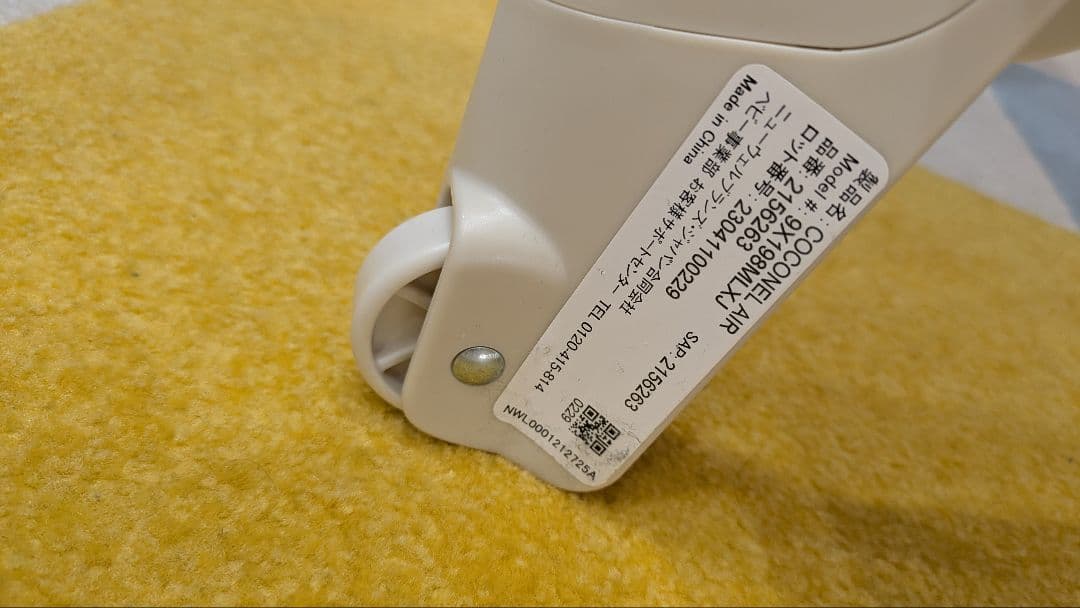 製品名: COCONEL AIR
Model #: 9X198MLXJ
品番: 2156263 SAP: 2156263
ロット番号: 23041100229
ニューウェルブランズ・ジャパン合同会社
ベビー事業部 お客様サポートセンター TEL 0120-415-814
Made in China
0229
NWL0001212725A